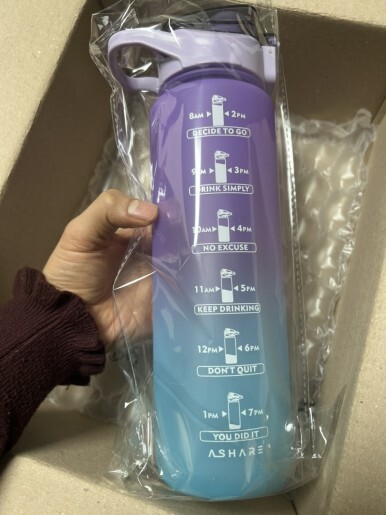 8AM 2PM
DECIDE TO GO
9AM 3PM
DRINK SIMPLY
10AM 4PM
NO EXCUSE
11AM 5PM
KEEP DRINKING
12PM 6PM
DON'T QUIT
1PM 7PM
YOU DID IT
ASHARE